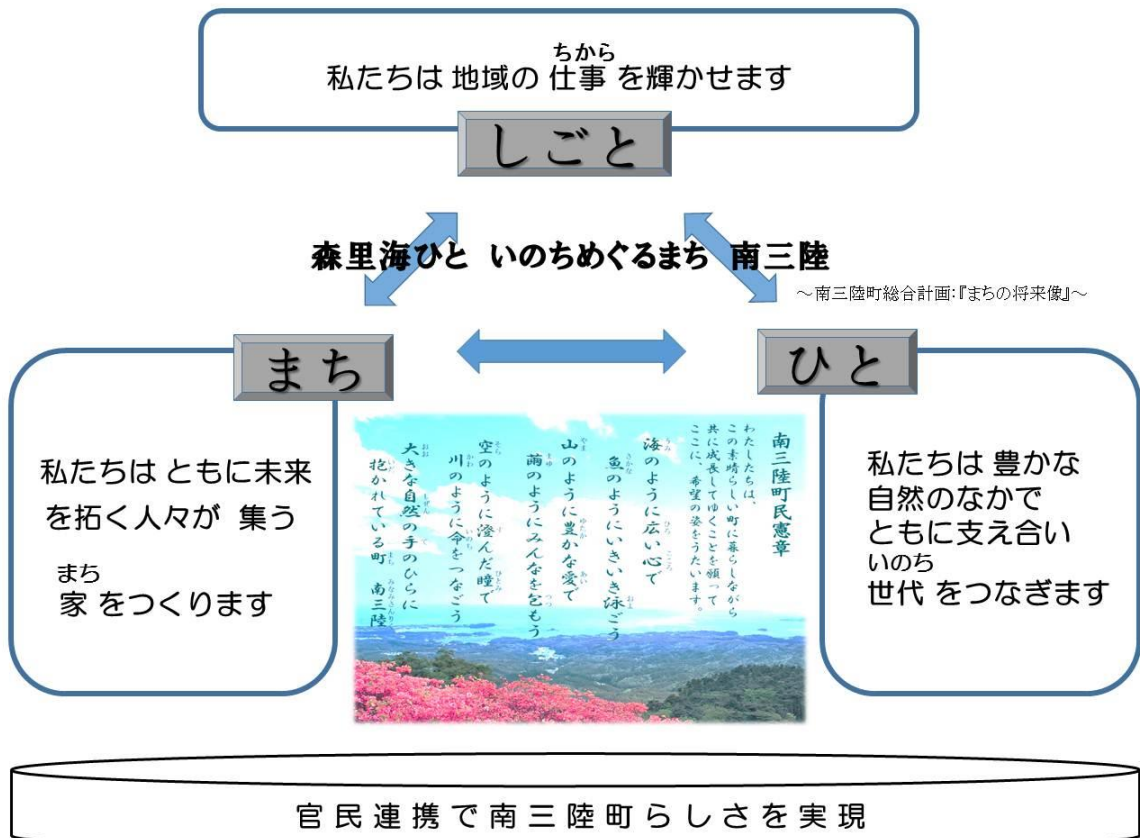 ちから
私たちは 地域の 仕事 を輝かせます
しごと
森里海ひと いのちめぐるまち 南三陸
～南三陸町総合計画:『まちの将来像』～
まち
私たちは ともに未来
を拓く人々が 集う
まち
家 をつくります
ひと
私たちは 豊かな
自然のなかで
ともに支え合い
いのち
世代 をつなぎます
南三陸町民憲章
わたしたちは、
この素晴らしい町に暮らしながら
共に成長してゆくことを願って
ここに、希望の姿をうたいます。
海のように広い心で
魚のようにいきいき泳ごう
山のように豊かな愛で
繭のようにみんなを包もう
空のように澄んだ瞳で
川のように命をつなごう
大きな自然の手のひらに
抱かれている町 南三陸
官民連携で南三陸町らしさを実現